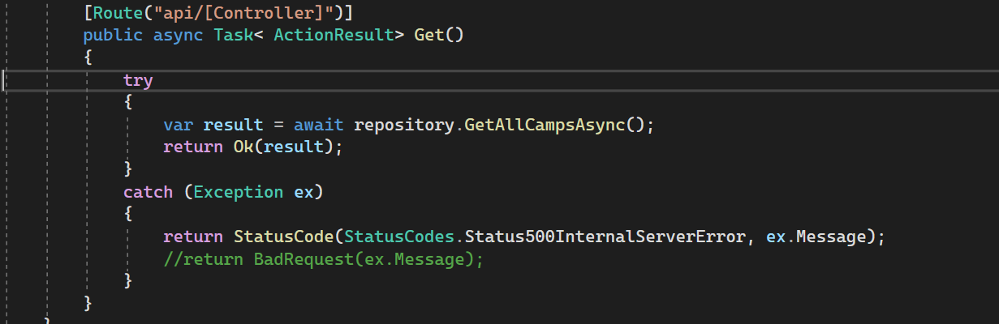 [Route("api/[Controller]")]
public async Task< ActionResult> Get()
{
try
{
var result = await repository.GetAllCampsAsync();
return Ok(result);
}
catch (Exception ex)
{
return StatusCode(StatusCodes.Status500InternalServerError, ex.Message);
//return BadRequest(ex.Message);
}
}
}